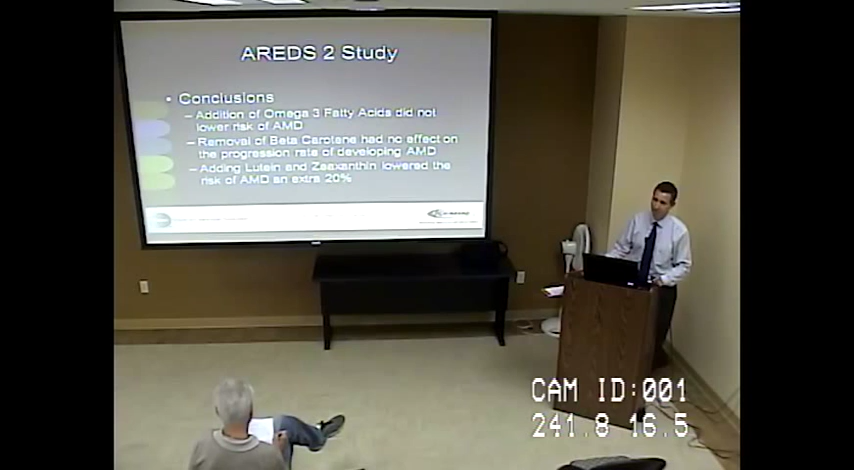 AREDS 2 Study
• Conclusions
– Addition of Omega 3 Fatty Acids did not
lower risk of AMD
– Removal of Beta Carotene had no effect on
the progression rate of developing AMD
– Adding Lutein and Zeaxanthin lowered the
risk of AMD an extra 20%
CAM ID:001
241.8 16.5